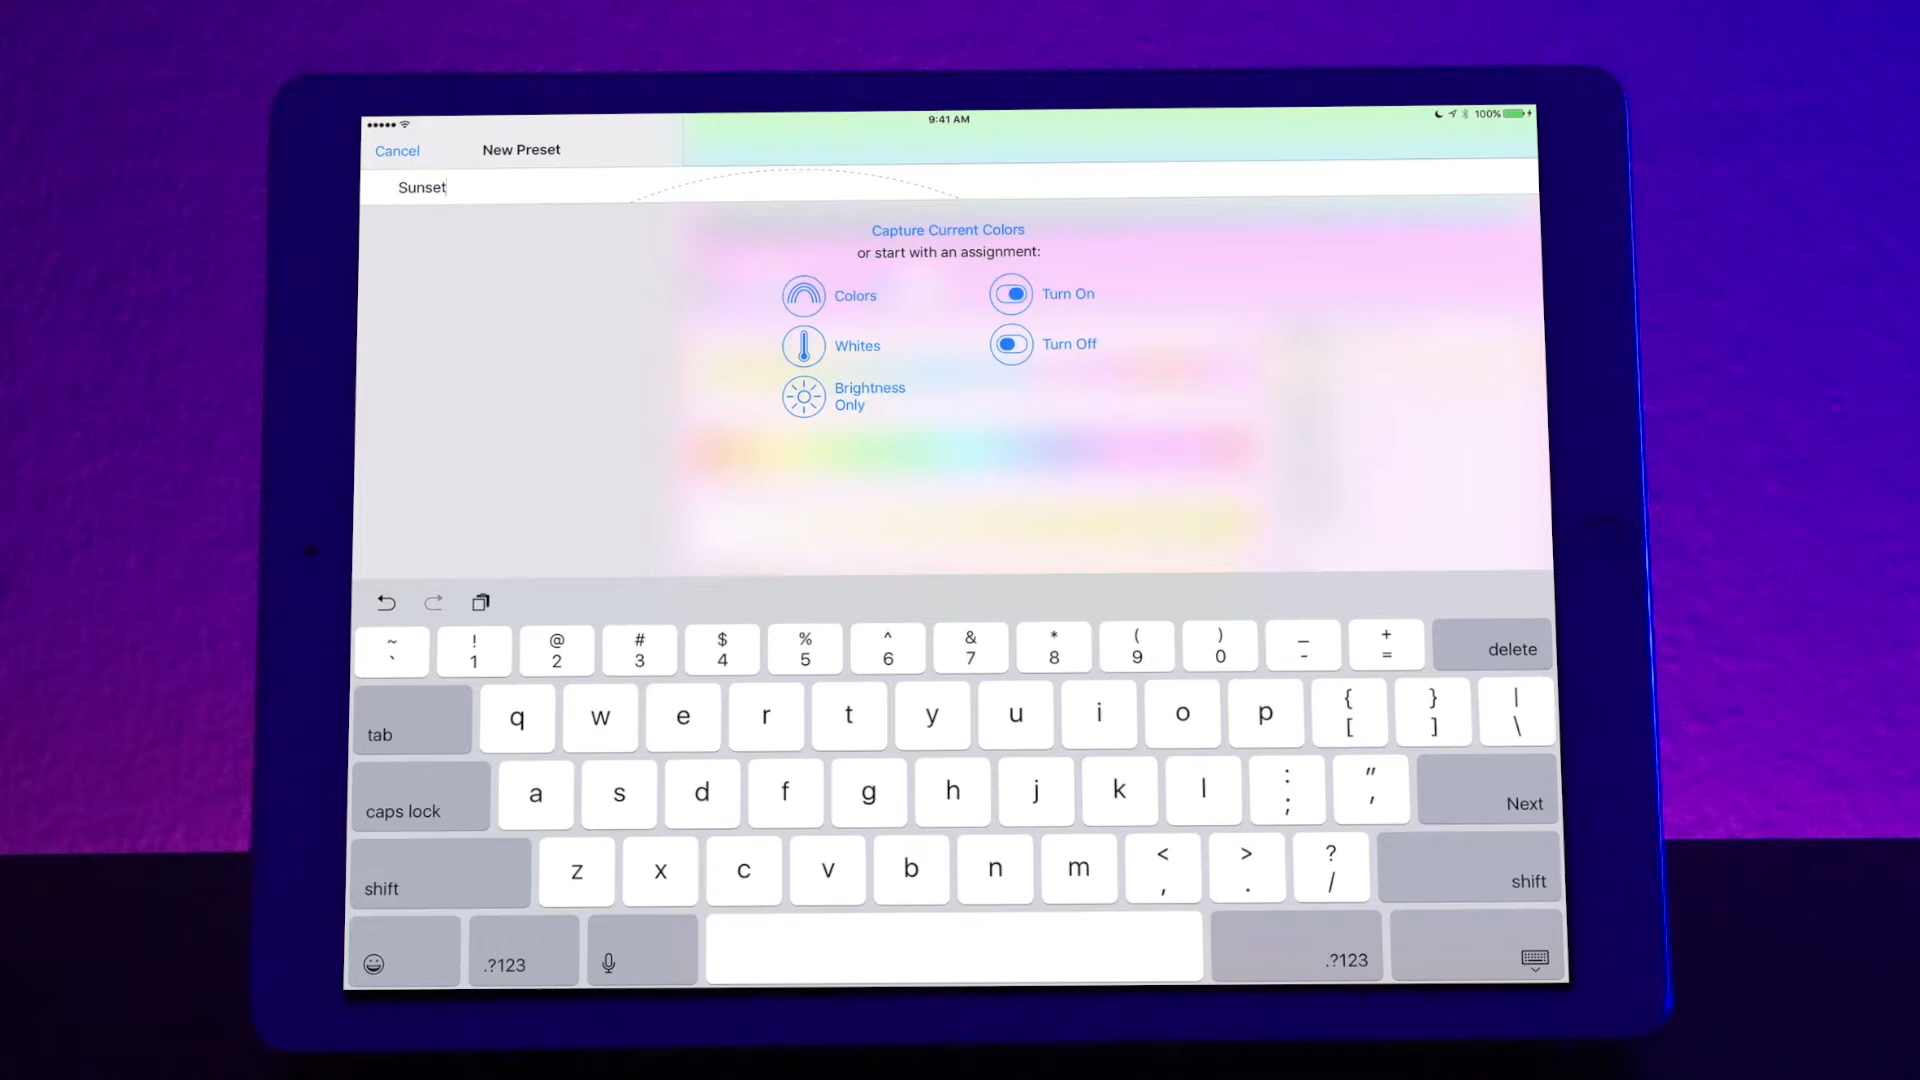 9:41 AM
100%
Cancel
New Preset
Sunset
Capture Current Colors
or start with an assignment:
Colors
Turn On
Whites
Turn Off
Brightness
Only
~ ! @ # $ % ^ & * ( ) _ +
` 1 2 3 4 5 6 7 8 9 0 - = delete
tab q w e r t y u i o p { [ } ] | \
caps lock a s d f g h j k l : ; " ' Next
shift z x c v b n m < , > . ? / shift
.?123 .?123